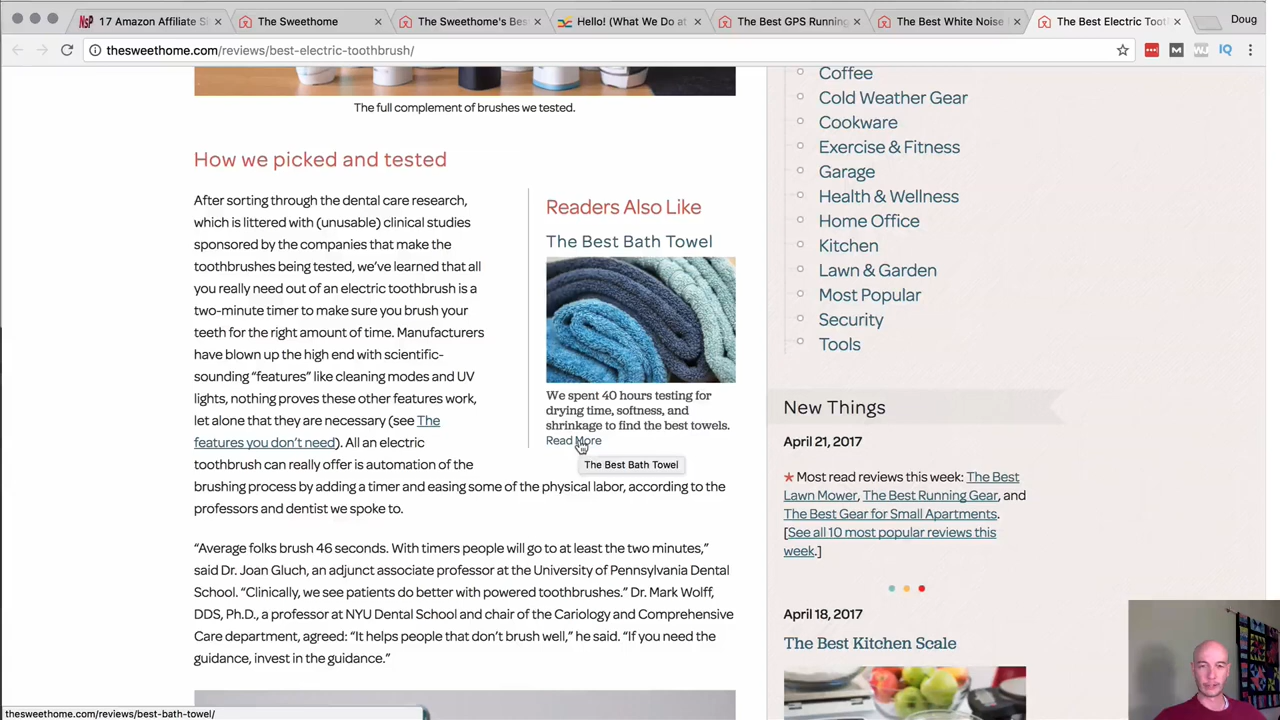 17 Amazon Affiliate Si
The Sweethome
The Sweethome's Bes
Hello! (What We Do at
The Best GPS Running
The Best White Noise
The Best Electric Toot
Doug
thesweethome.com/reviews/best-electric-toothbrush/
The full complement of brushes we tested.
How we picked and tested
After sorting through the dental care research,
which is littered with (unusable) clinical studies
sponsored by the companies that make the
toothbrushes being tested, we've learned that all
you really need out of an electric toothbrush is a
two-minute timer to make sure you brush your
teeth for the right amount of time. Manufacturers
have blown up the high end with scientific-
sounding “features” like cleaning modes and UV
lights, nothing proves these other features work,
let alone that they are necessary (see The
features you don't need). All an electric
toothbrush can really offer is automation of the
brushing process by adding a timer and easing some of the physical labor, according to the
professors and dentist we spoke to.
“Average folks brush 46 seconds. With timers people will go to at least the two minutes,”
said Dr. Joan Gluch, an adjunct associate professor at the University of Pennsylvania Dental
School. “Clinically, we see patients do better with powered toothbrushes.” Dr. Mark Wolff,
DDS, Ph.D., a professor at NYU Dental School and chair of the Cariology and Comprehensive
Care department, agreed: “It helps people that don't brush well,” he said. “If you need the
guidance, invest in the guidance.”
Readers Also Like
The Best Bath Towel
We spent 40 hours testing for
drying time, softness, and
shrinkage to find the best towels.
Read More
The Best Bath Towel
Coffee
Cold Weather Gear
Cookware
Exercise & Fitness
Garage
Health & Wellness
Home Office
Kitchen
Lawn & Garden
Most Popular
Security
Tools
New Things
April 21, 2017
* Most read reviews this week: The Best
Lawn Mower, The Best Running Gear, and
The Best Gear for Small Apartments.
[See all 10 most popular reviews this
week.]
April 18, 2017
The Best Kitchen Scale
thesweethome.com/reviews/best-bath-towel/